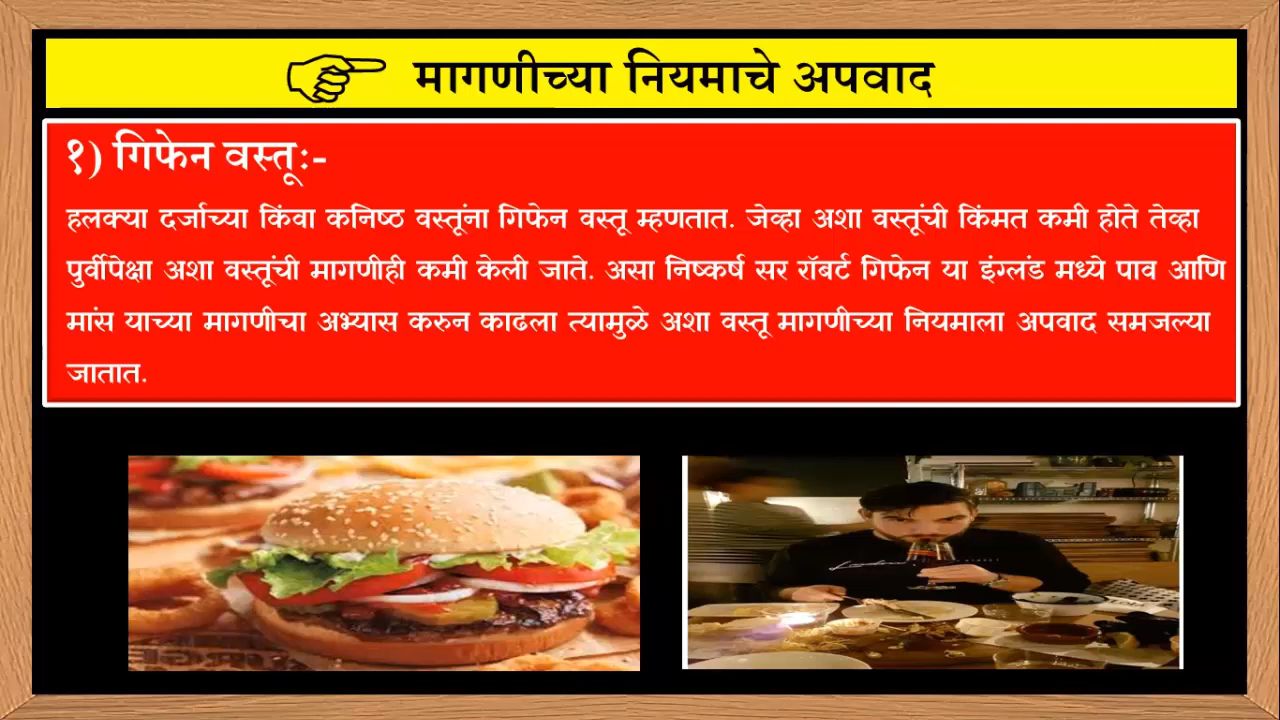 मागणीच्या नियमाचे अपवाद
१) गिफेन वस्तूः-
हलक्या दर्जाच्या किंवा कनिष्ठ वस्तूंना गिफेन वस्तू म्हणतात. जेव्हा अशा वस्तूंची किंमत कमी होते तेव्हा
पुर्वीपेक्षा अशा वस्तूंची मागणीही कमी केली जाते. असा निष्कर्ष सर रॉबर्ट गिफेन या इंग्लंड मध्ये पाव आणि
मांस याच्या मागणीचा अभ्यास करुन काढला त्यामुळे अशा वस्तू मागणीच्या नियमाला अपवाद समजल्या
जातात.